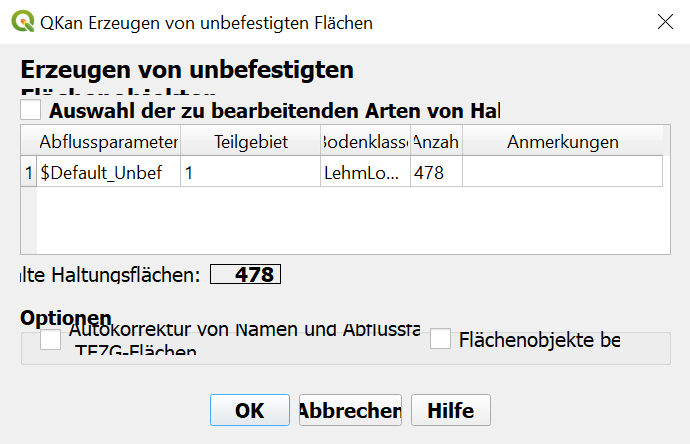 QKan Erzeugen von unbefestigten Flächen
Erzeugen von unbefestigten
Flächenobjekten
Auswahl der zu bearbeitenden Arten von Hal
Abflussparameter Teilgebiet Bodenklasse Anzah Anmerkungen
1 $Default_Unbef 1 LehmLo... 478
lte Haltungsflächen: 478
Optionen
Autokorrektur von Namen und Abflussfa
TEZG-Flächen
Flächenobjekte be
OK Abbrechen Hilfe